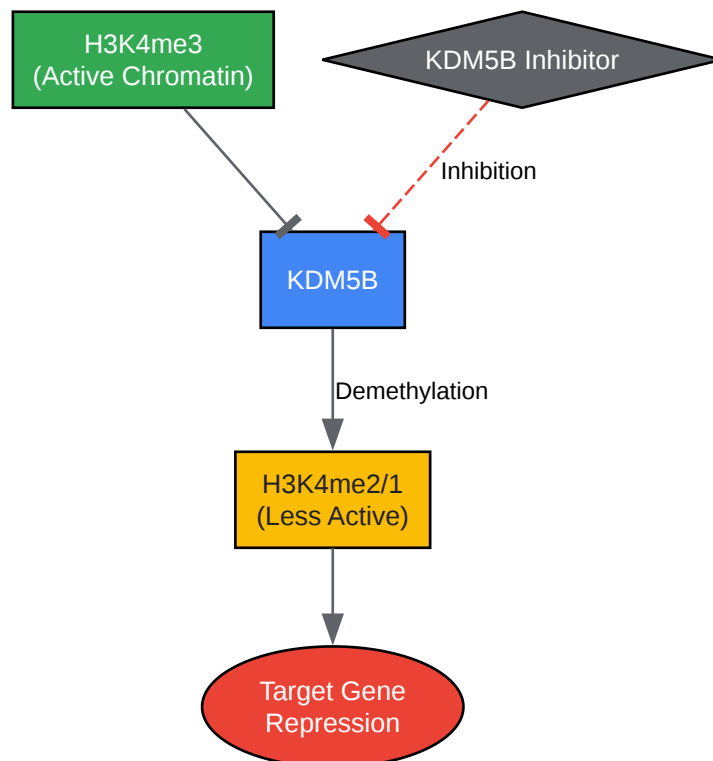 H3K4me3
(Active Chromatin)
KDM5B Inhibitor
Inhibition
KDM5B
Demethylation
H3K4me2/1
(Less Active)
Target Gene
Repression